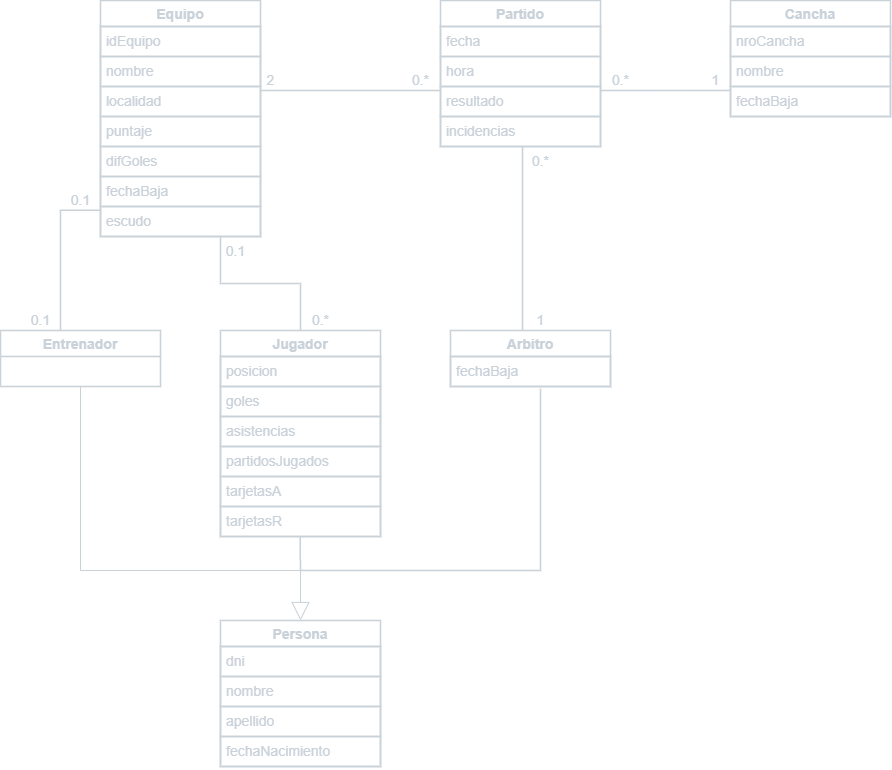 Equipo
idEquipo
nombre
localidad
puntaje
difGoles
fechaBaja
escudo
2
0.*
Partido
fecha
hora
resultado
incidencias
0.*
1
Cancha
nroCancha
nombre
fechaBaja
0.1
0.1
0.*
0.1
0.*
1
Entrenador
Jugador
posicion
goles
asistencias
partidosJugados
tarjetasA
tarjetasR
Arbitro
fechaBaja
Persona
dni
nombre
apellido
fechaNacimiento